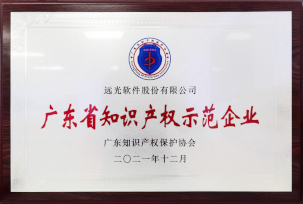 远光软件股份有限公司
广东省知识产权示范企业
广东知识产权保护协会
二〇二一年十二月